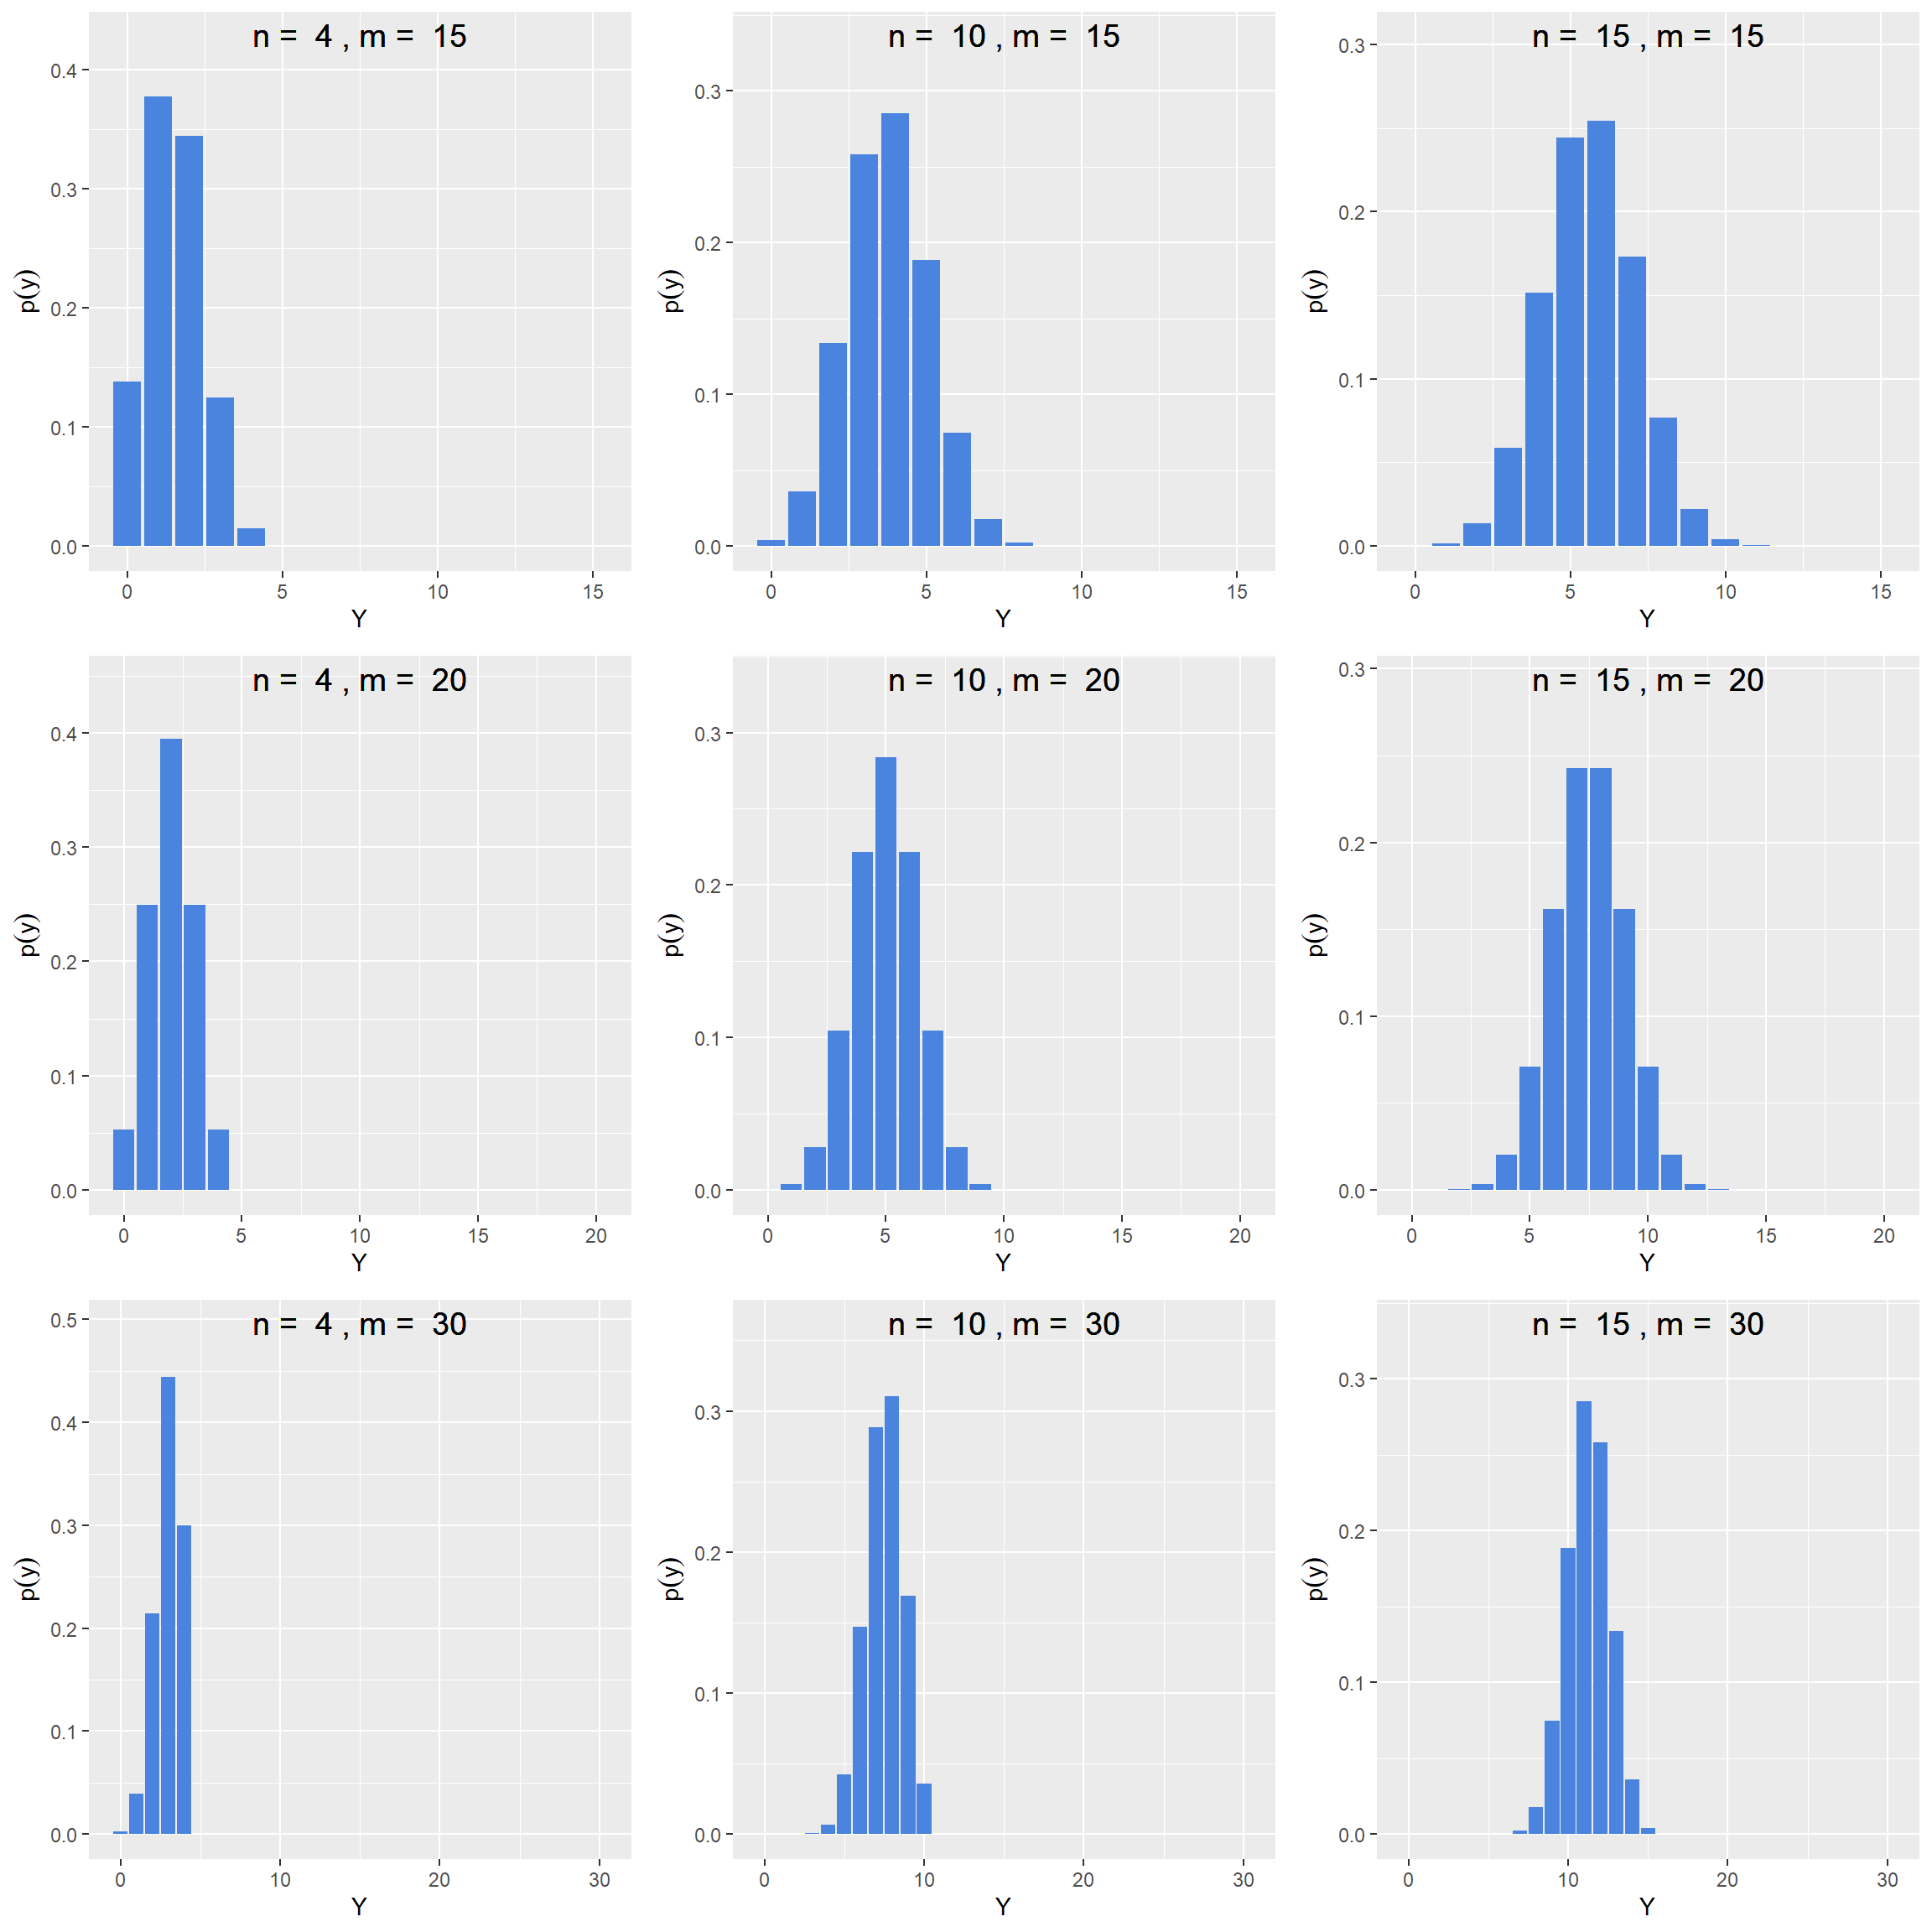 n =  4 , m =  15
0.4
0.3
0.2
0.1
0.0
p(y)
0 5 10 15
Y
n =  10 , m =  15
0.3
0.2
0.1
0.0
p(y)
0 5 10 15
Y
n =  15 , m =  15
0.3
0.2
0.1
0.0
p(y)
0 5 10 15
Y
n =  4 , m =  20
0.4
0.3
0.2
0.1
0.0
p(y)
0 5 10 15 20
Y
n =  10 , m =  20
0.3
0.2
0.1
0.0
p(y)
0 5 10 15 20
Y
n =  15 , m =  20
0.3
0.2
0.1
0.0
p(y)
0 5 10 15 20
Y
n =  4 , m =  30
0.5
0.4
0.3
0.2
0.1
0.0
p(y)
0 10 20 30
Y
n =  10 , m =  30
0.3
0.2
0.1
0.0
p(y)
0 10 20 30
Y
n =  15 , m =  30
0.3
0.2
0.1
0.0
p(y)
0 10 20 30
Y